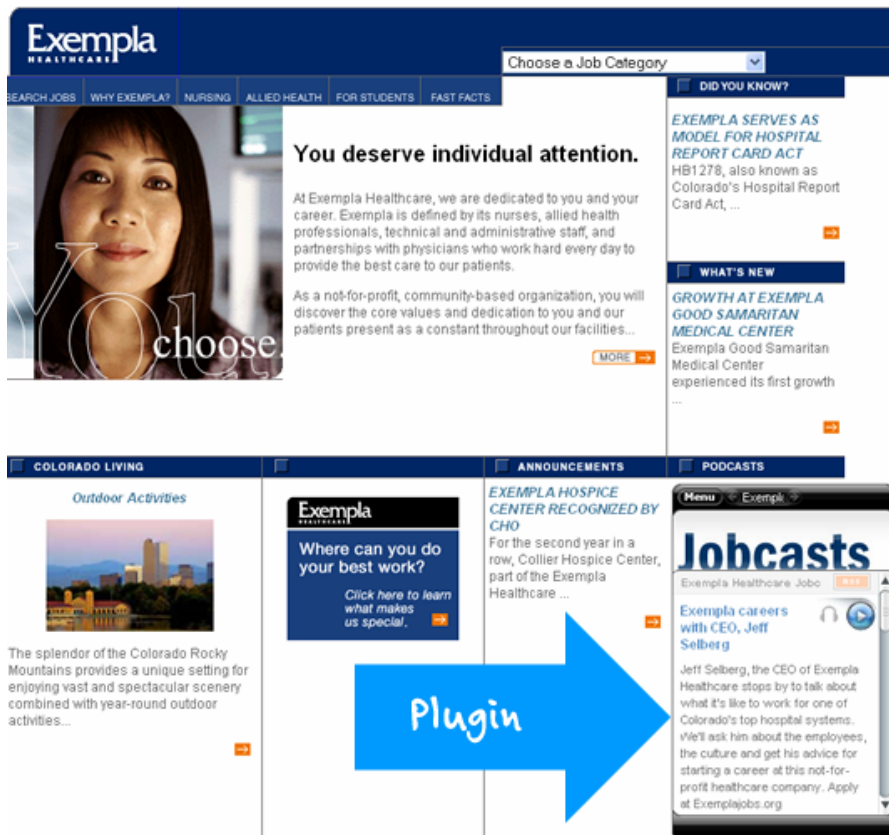 Exempla
HEALTHCARE
Choose a Job Category
SEARCH JOBS
WHY EXEMPLA?
NURSING
ALLIED HEALTH
FOR STUDENTS
FAST FACTS
You
choose.
You deserve individual attention.
At Exempla Healthcare, we are dedicated to you and your
career. Exempla is defined by its nurses, allied health
professionals, technical and administrative staff, and
partnerships with physicians who work hard every day to
provide the best care to our patients.
As a not-for-profit, community-based organization, you will
discover the core values and dedication to you and our
patients present as a constant throughout our facilities...
MORE
DID YOU KNOW?
EXEMPLA SERVES AS
MODEL FOR HOSPITAL
REPORT CARD ACT
HB1278, also known as
Colorado's Hospital Report
Card Act, ...
WHAT'S NEW
GROWTH AT EXEMPLA
GOOD SAMARITAN
MEDICAL CENTER
Exempla Good Samaritan
Medical Center
experienced its first growth
...
COLORADO LIVING
Outdoor Activities
The splendor of the Colorado Rocky
Mountains provides a unique setting for
enjoying vast and spectacular scenery
combined with year-round outdoor
activities...
Exempla
HEALTHCARE
Where can you do
your best work?
Click here to learn
what makes
us special.
ANNOUNCEMENTS
EXEMPLA HOSPICE
CENTER RECOGNIZED BY
CHO
For the second year in a
row, Collier Hospice Center,
part of the Exempla
Healthcare ...
Plugin
PODCASTS
Menu
Exempl
Jobcasts
Exempla Healthcare Jobc
Exempla careers
with CEO, Jeff
Selberg
Jeff Selberg, the CEO of Exempla
Healthcare stops by to talk about
what it's like to work for one of
Colorado's top hospital systems.
We'll ask him about the employees,
the culture and get his advice for
starting a career at this not-for-
profit healthcare company. Apply
at Exemplajobs.org